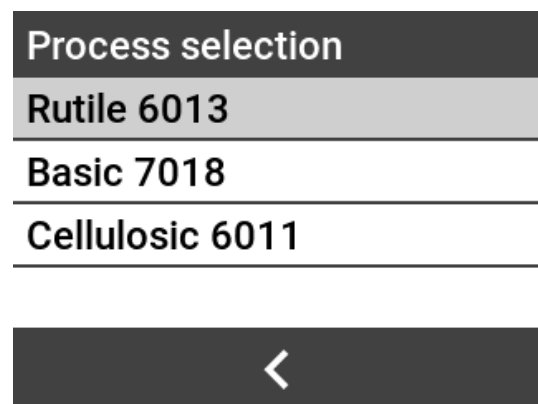 Process selection
Rutile 6013
Basic 7018
Cellulosic 6011